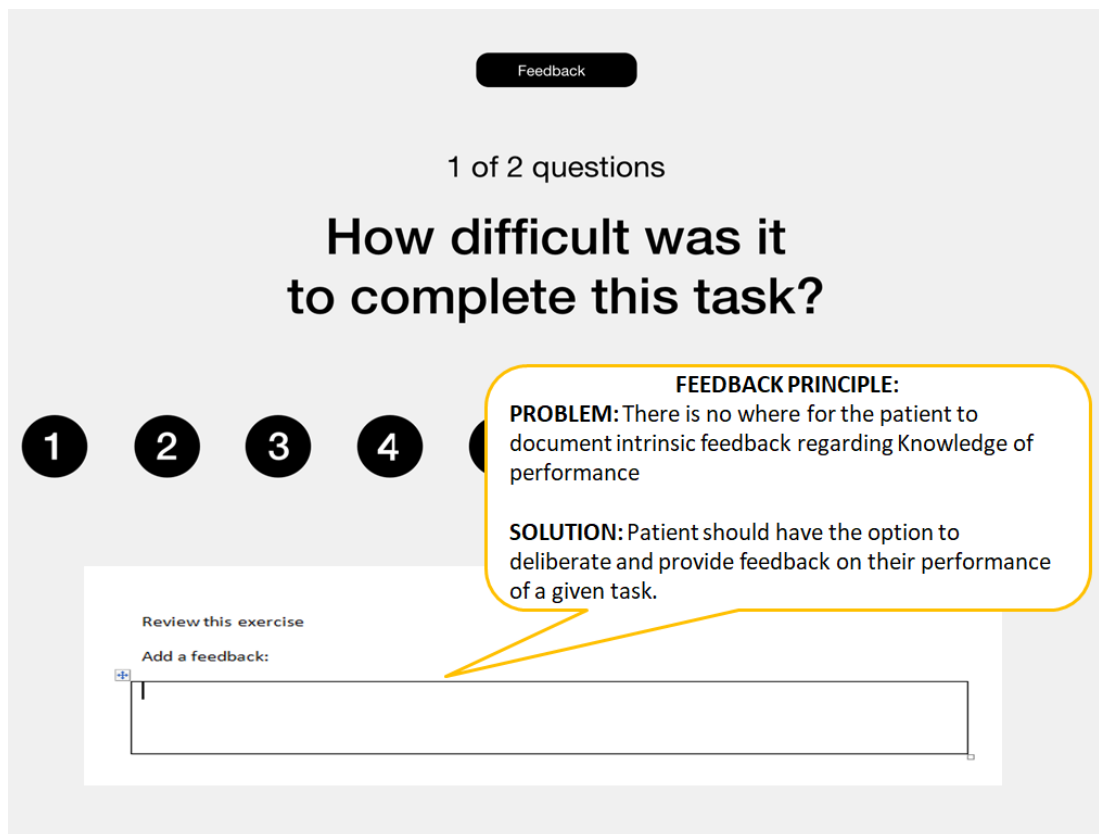 Feedback
1 of 2 questions
How difficult was it
to complete this task?
1 2 3 4
FEEDBACK PRINCIPLE:
PROBLEM: There is no where for the patient to
document intrinsic feedback regarding Knowledge of
performance
SOLUTION: Patient should have the option to
deliberate and provide feedback on their performance
of a given task.
Review this exercise
Add a feedback: